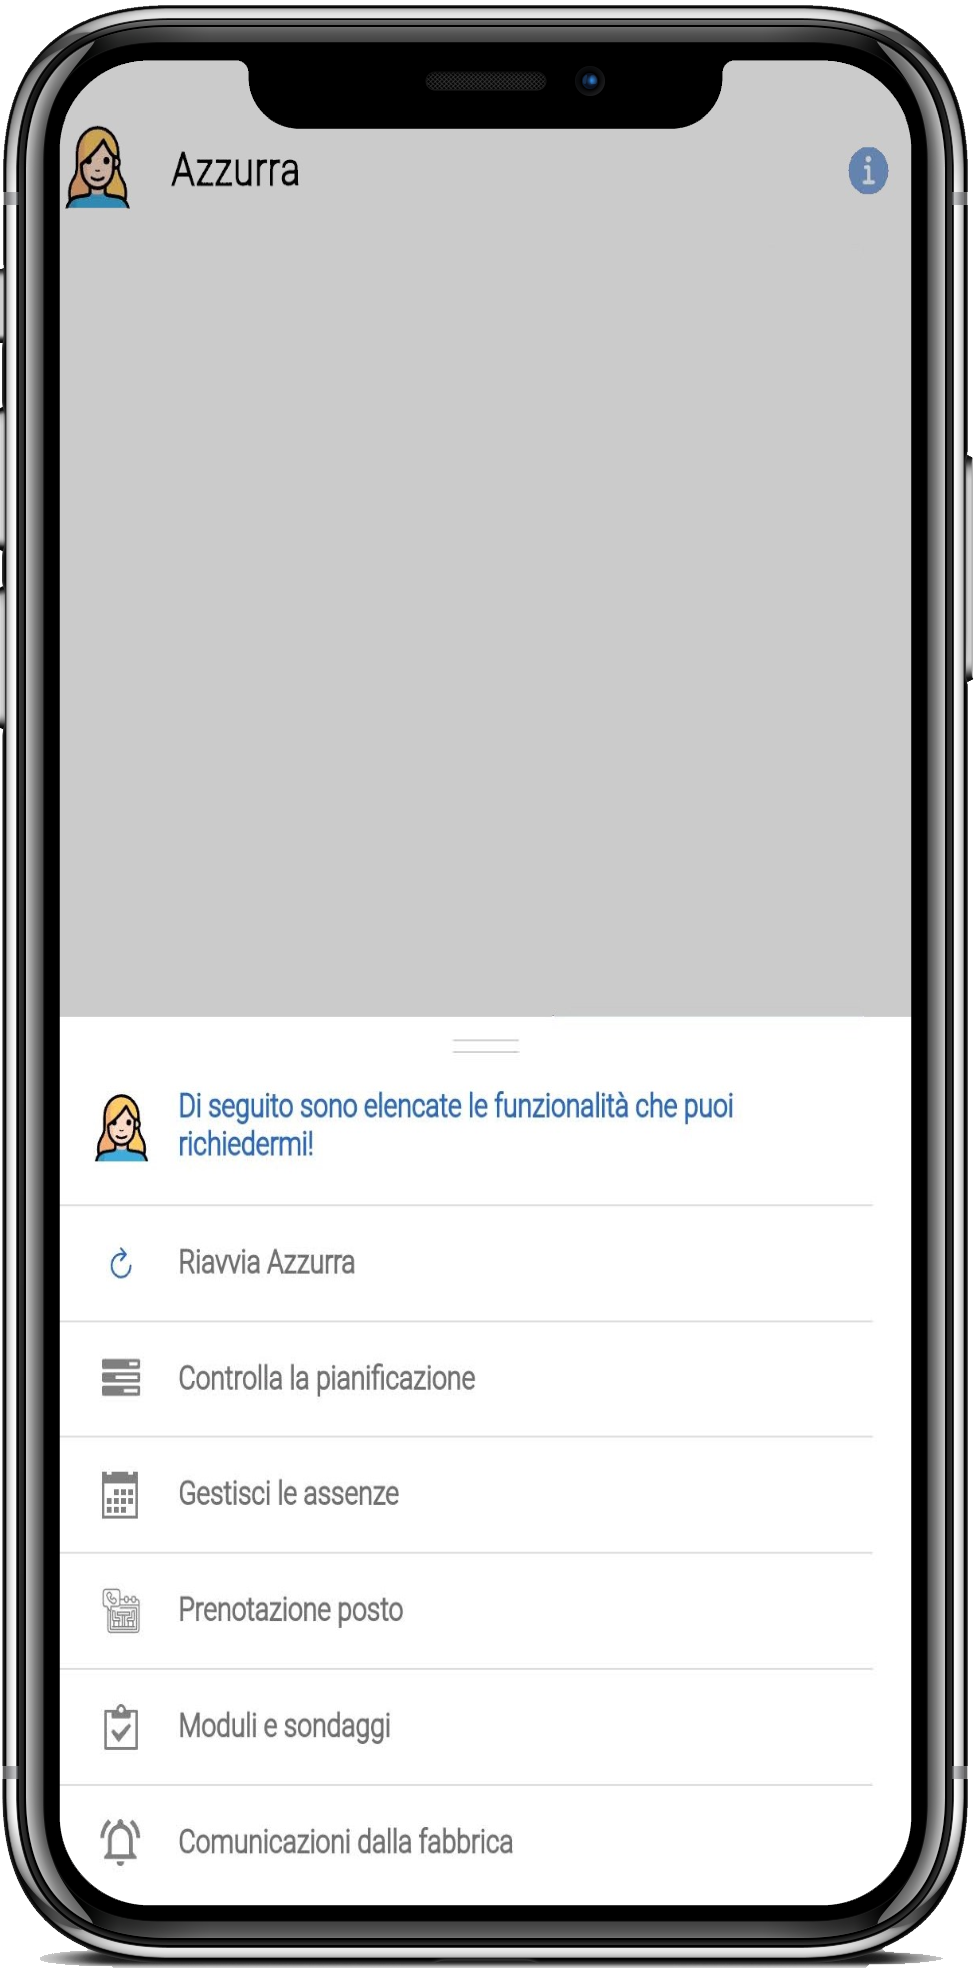 Azzurra
Di seguito sono elencate le funzionalità che puoi
richiedermi!
Riavvia Azzurra
Controlla la pianificazione
Gestisci le assenze
Prenotazione posto
Moduli e sondaggi
Comunicazioni dalla fabbrica